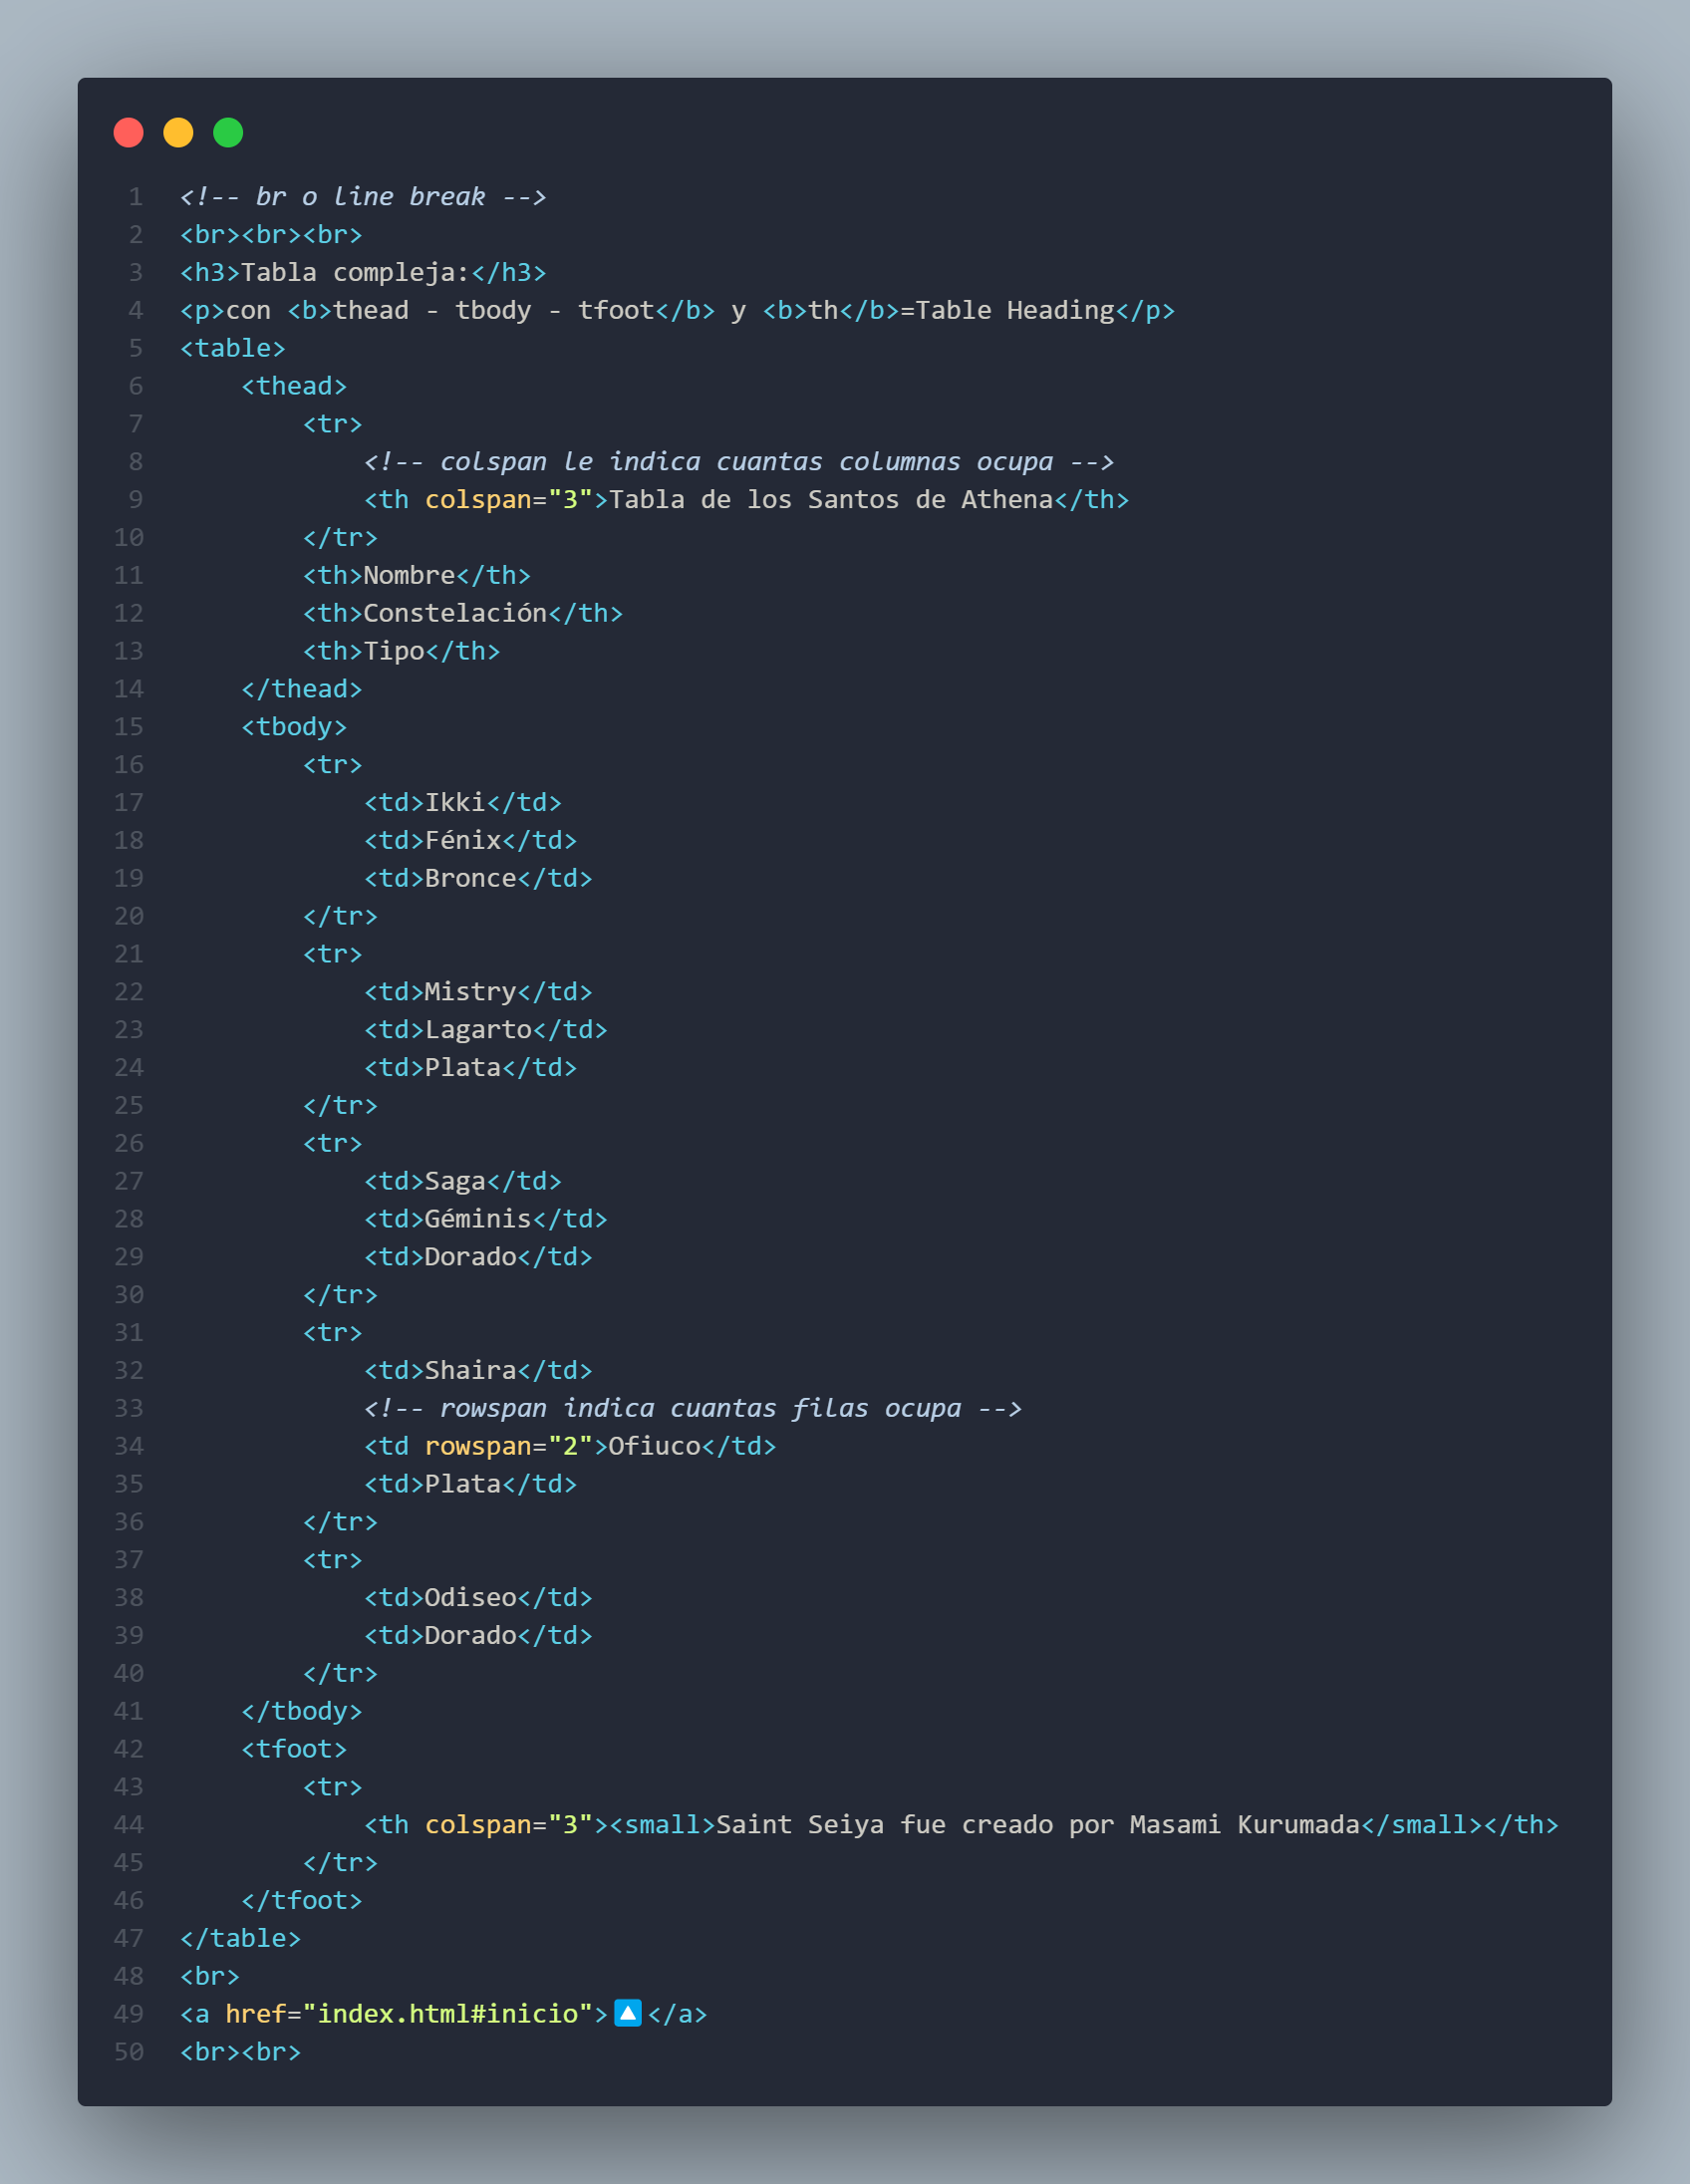 1 <!-- br o line break -->
2 <br><br><br>
3 <h3>Tabla compleja:</h3>
4 <p>con <b>thead - tbody - tfoot</b> y <b>th</b>=Table Heading</p>
5 <table>
6     <thead>
7         <tr>
8             <!-- colspan le indica cuantas columnas ocupa -->
9             <th colspan="3">Tabla de los Santos de Athena</th>
10         </tr>
11         <th>Nombre</th>
12         <th>Constelación</th>
13         <th>Tipo</th>
14     </thead>
15     <tbody>
16         <tr>
17             <td>Ikki</td>
18             <td>Fénix</td>
19             <td>Bronce</td>
20         </tr>
21         <tr>
22             <td>Mistry</td>
23             <td>Lagarto</td>
24             <td>Plata</td>
25         </tr>
26         <tr>
27             <td>Saga</td>
28             <td>Géminis</td>
29             <td>Dorado</td>
30         </tr>
31         <tr>
32             <td>Shaira</td>
33             <!-- rowspan indica cuantas filas ocupa -->
34             <td rowspan="2">Ofiuco</td>
35             <td>Plata</td>
36         </tr>
37         <tr>
38             <td>Odiseo</td>
39             <td>Dorado</td>
40         </tr>
41     </tbody>
42     <tfoot>
43         <tr>
44             <th colspan="3"><small>Saint Seiya fue creado por Masami Kurumada</small></th>
45         </tr>
46     </tfoot>
47 </table>
48 <br>
49 <a href="index.html#inicio">🔼</a>
50 <br><br>